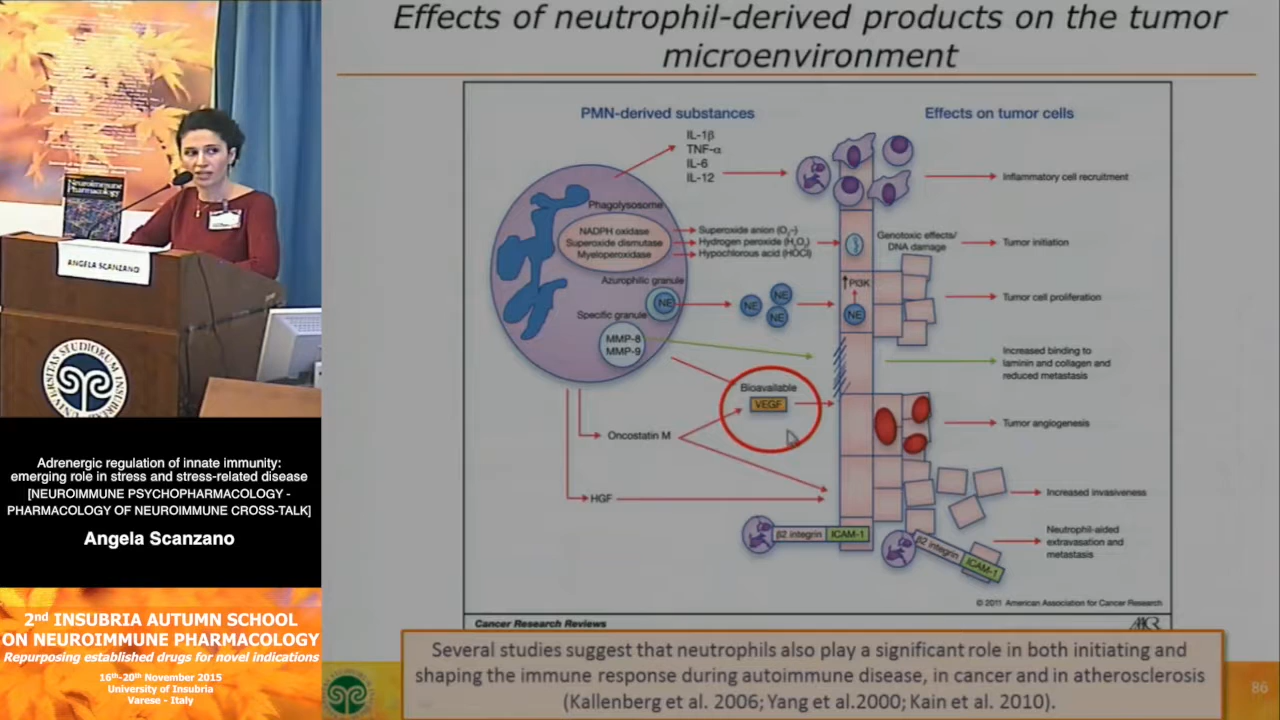 Effects of neutrophil-derived products on the tumor
microenvironment
PMN-derived substances
Effects on tumor cells
IL-1β
TNF-α
IL-6
IL-12
Inflammatory cell recruitment
Phagolysosome
NADPH oxidase
Superoxide dismutase
Myeloperoxidase
Superoxide anion (O2-)
Hydrogen peroxide (H2O2)
Hypochlorous acid (HOCl)
Genotoxic effects/
DNA damage
Tumor initiation
Azurophilic granule
NE
NE
NE
NE
↑PI3K
NE
Tumor cell proliferation
Specific granule
MMP-8
MMP-9
Increased binding to
laminin and collagen and
reduced metastasis
Bioavailable
VEGF
Tumor angiogenesis
Oncostatin M
HGF
Increased invasiveness
β2 integrin
ICAM-1
β2 integrin
ICAM-1
Neutrophil-aided
extravasation and
metastasis
© 2011 American Association for Cancer Research
Cancer Research Reviews
AACR
Several studies suggest that neutrophils also play a significant role in both initiating and
shaping the immune response during autoimmune disease, in cancer and in atherosclerosis
(Kallenberg et al. 2006; Yang et al.2000; Kain et al. 2010).
86
Neuroimmune
Pharmacology
ANGELA SCANZANO
Adrenergic regulation of innate immunity:
emerging role in stress and stress-related disease
[NEUROIMMUNE PSYCHOPHARMACOLOGY -
PHARMACOLOGY OF NEUROIMMUNE CROSS-TALK]
Angela Scanzano
2nd INSUBRIA AUTUMN SCHOOL
ON NEUROIMMUNE PHARMACOLOGY
Repurposing established drugs for novel indications
16th-20th November 2015
University of Insubria
Varese - Italy